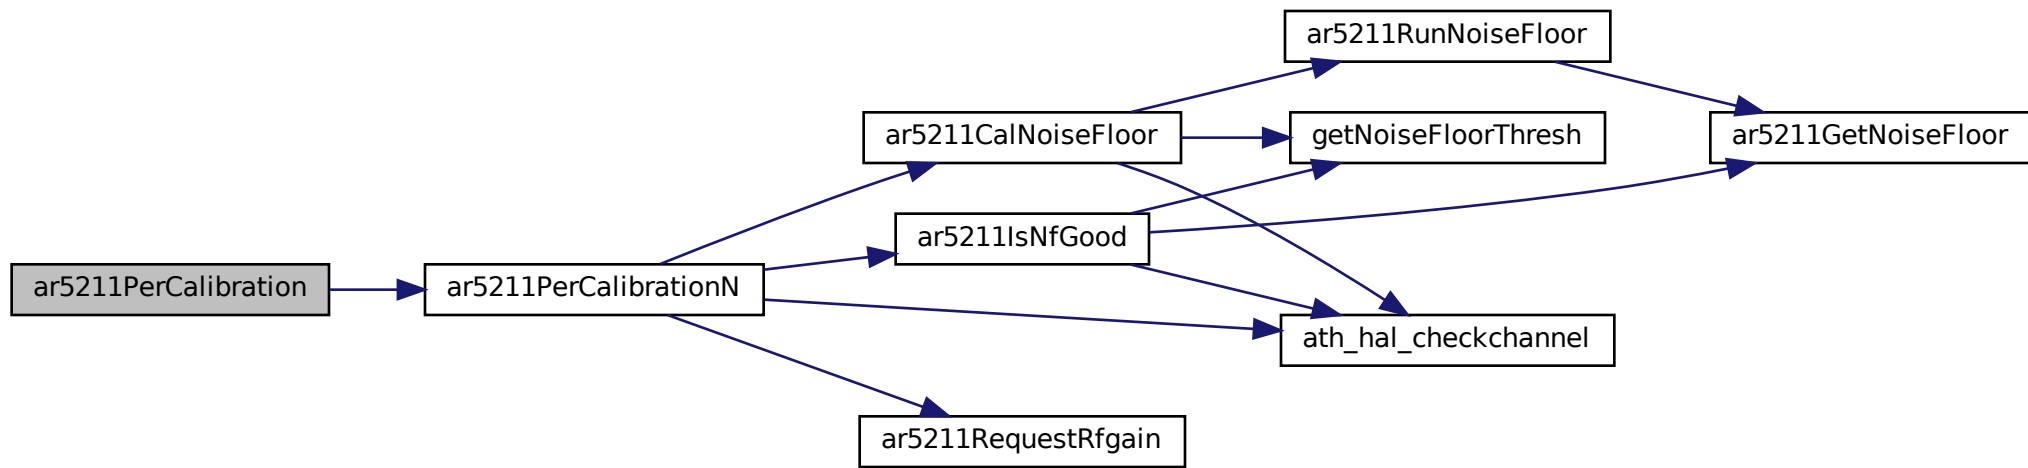 ar5211RunNoiseFloor
ar5211CalNoiseFloor
getNoiseFloorThresh
ar5211GetNoiseFloor
ar5211IsNfGood
ar5211PerCalibration
ar5211PerCalibrationN
ath_hal_checkchannel
ar5211RequestRfgain